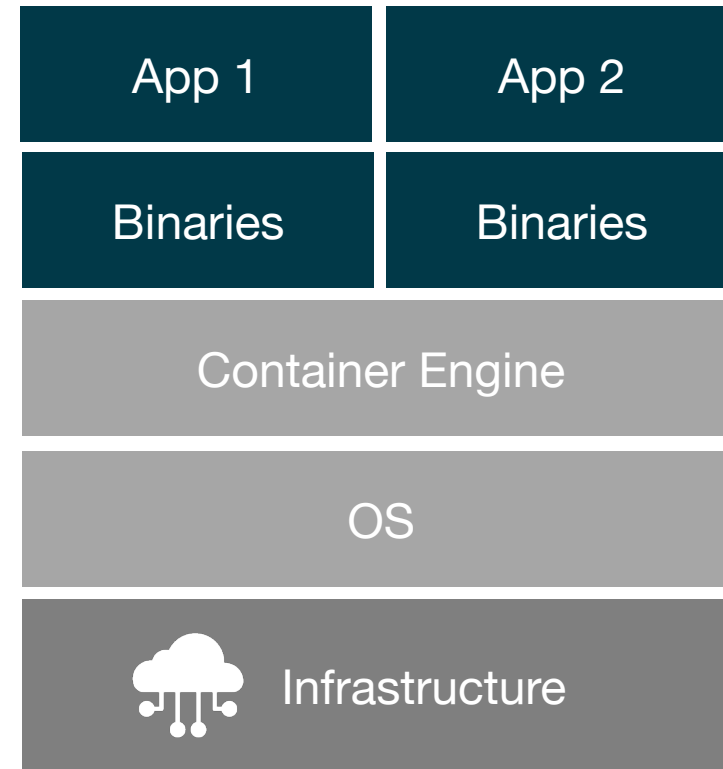 App 1
App 2
Binaries
Binaries
Container Engine
OS
Infrastructure